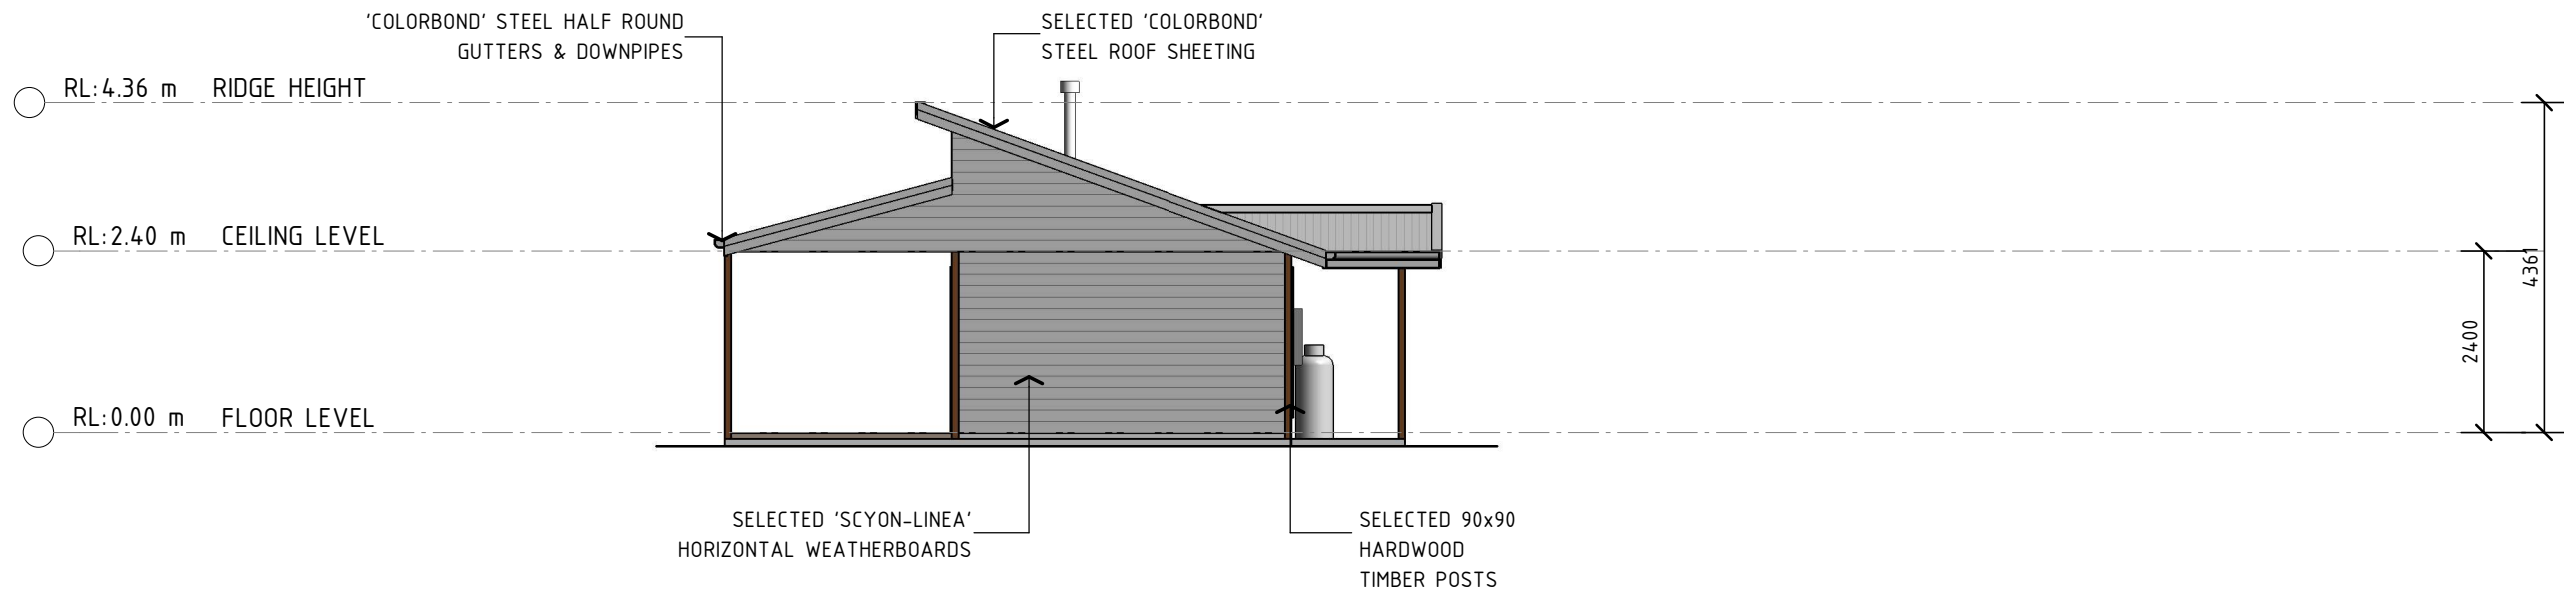 'COLORBOND' STEEL HALF ROUND
GUTTERS & DOWNPIPES
SELECTED 'COLORBOND'
STEEL ROOF SHEETING
RL:4.36 m RIDGE HEIGHT
RL:2.40 m CEILING LEVEL
4361
2400
RL:0.00 m FLOOR LEVEL
SELECTED 'SCYON-LINEA'
HORIZONTAL WEATHERBOARDS
SELECTED 90x90
HARDWOOD
TIMBER POSTS